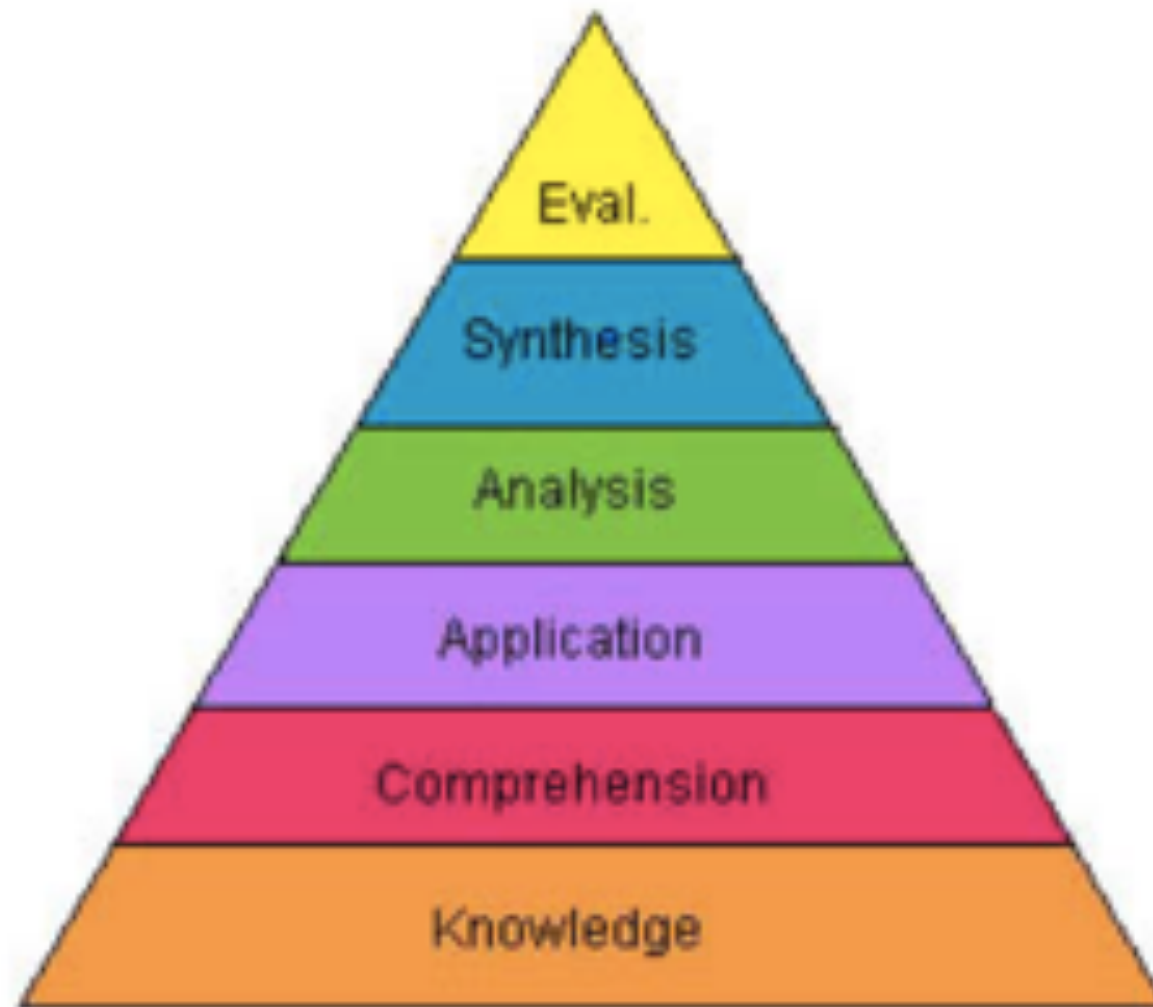 Eval.
Synthesis
Analysis
Application
Comprehension
Knowledge